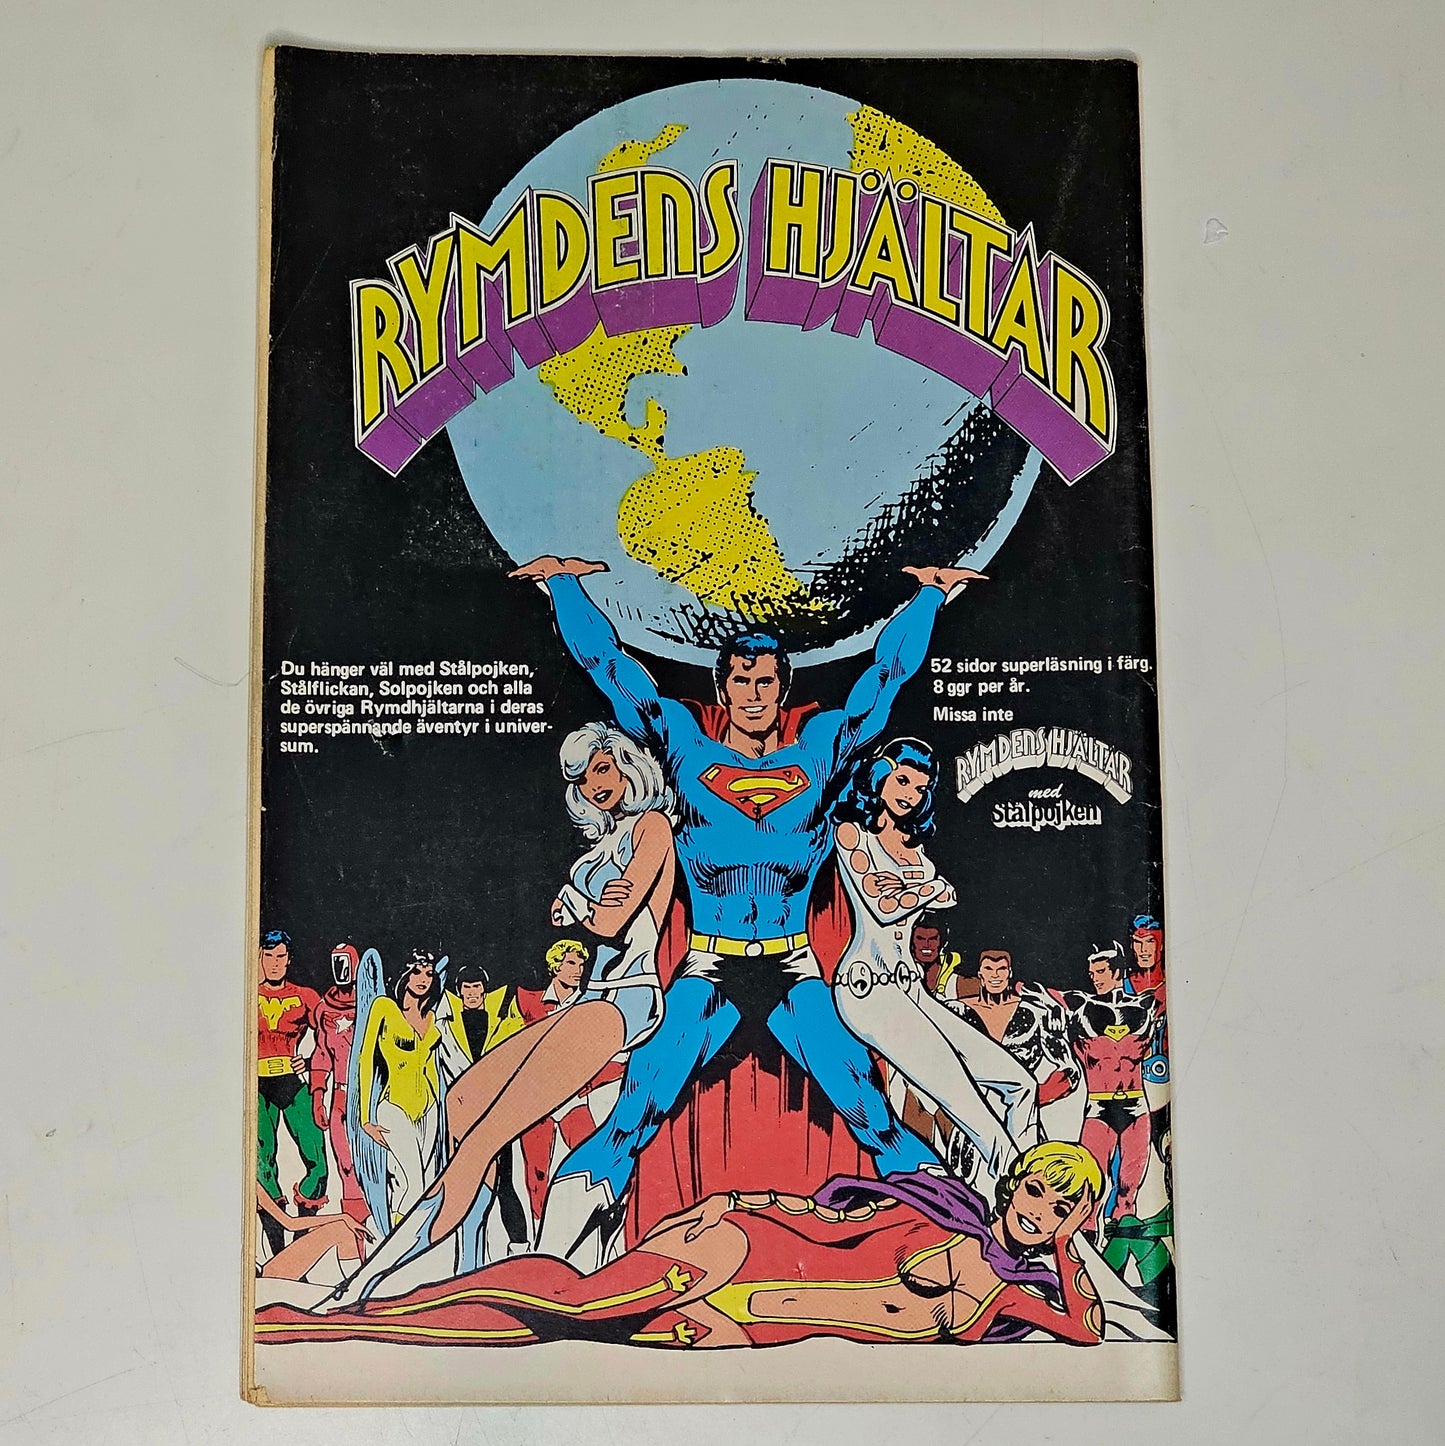 RYMDENS HJÄLTAR
Du hänger väl med Stålpojken,
Stålflickan, Solpojken och alla
de övriga Rymdhjältarna i deras
superspännande äventyr i univer-
sum.
52 sidor superläsning i färg.
8 ggr per år.
Missa inte
RYMDENS HJÄLTAR
med
Stålpojken